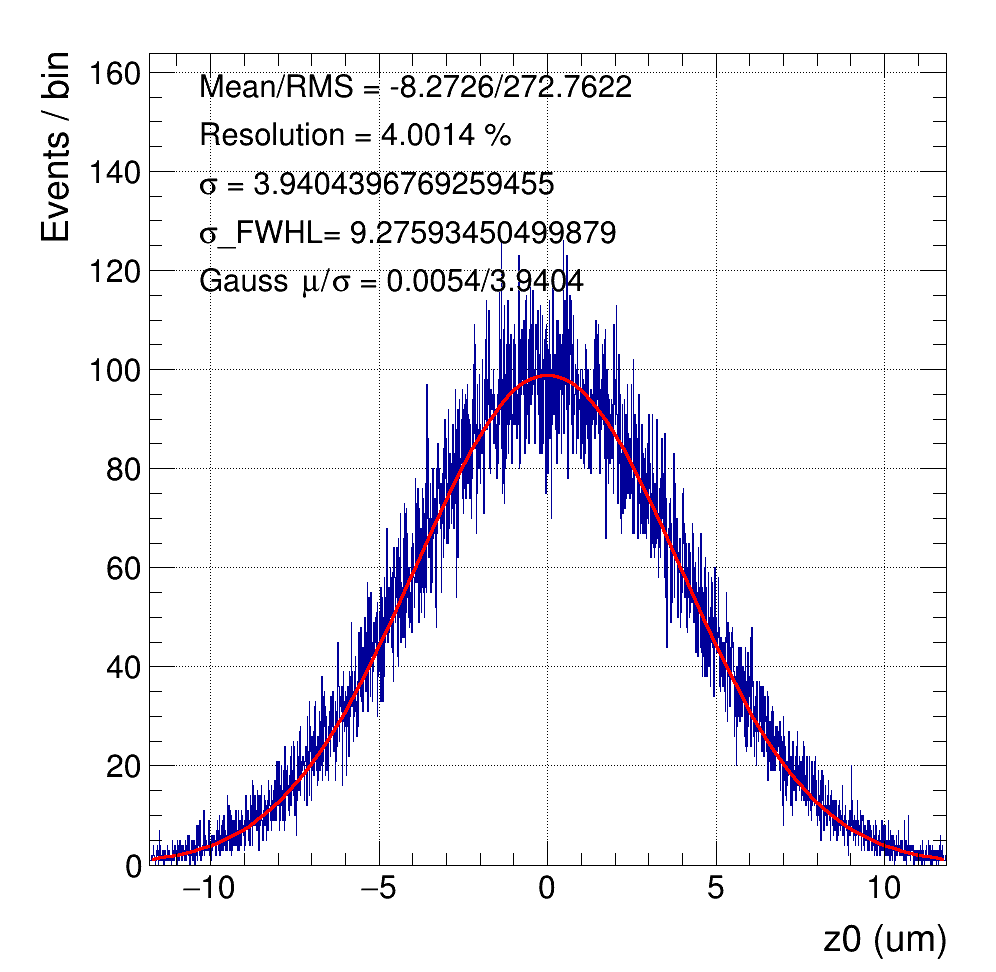 Events / bin
160
140
120
100
80
60
40
20
0
Mean/RMS = -8.2726/272.7622
Resolution = 4.0014 %
σ = 3.9404396769259455
σ_FWHL= 9.27593450499879
Gauss μ/σ = 0.0054/3.9404
−10 −5 0 5 10
z0 (um)